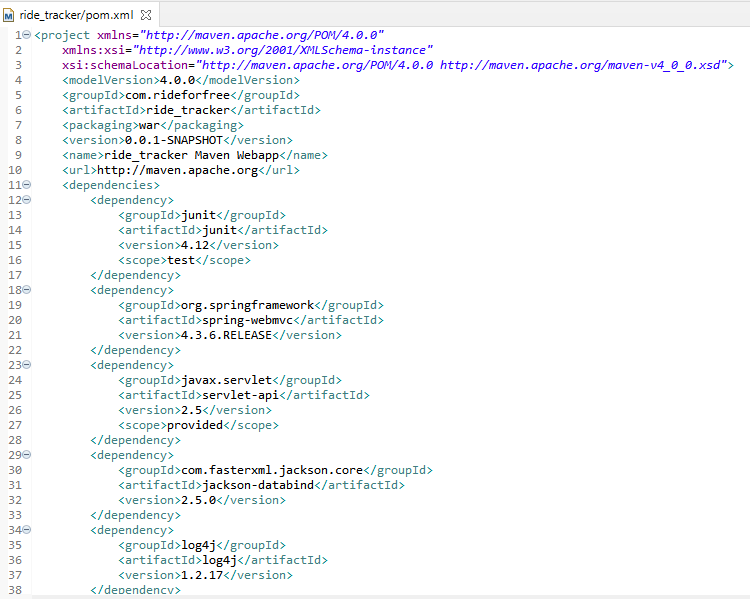 ride_tracker/pom.xml
1 <project xmlns="http://maven.apache.org/POM/4.0.0"
2     xmlns:xsi="http://www.w3.org/2001/XMLSchema-instance"
3     xsi:schemaLocation="http://maven.apache.org/POM/4.0.0 http://maven.apache.org/maven-v4_0_0.xsd">
4     <modelVersion>4.0.0</modelVersion>
5     <groupId>com.rideforfree</groupId>
6     <artifactId>ride_tracker</artifactId>
7     <packaging>war</packaging>
8     <version>0.0.1-SNAPSHOT</version>
9     <name>ride_tracker Maven Webapp</name>
10     <url>http://maven.apache.org</url>
11     <dependencies>
12         <dependency>
13             <groupId>junit</groupId>
14             <artifactId>junit</artifactId>
15             <version>4.12</version>
16             <scope>test</scope>
17         </dependency>
18         <dependency>
19             <groupId>org.springframework</groupId>
20             <artifactId>spring-webmvc</artifactId>
21             <version>4.3.6.RELEASE</version>
22         </dependency>
23         <dependency>
24             <groupId>javax.servlet</groupId>
25             <artifactId>servlet-api</artifactId>
26             <version>2.5</version>
27             <scope>provided</scope>
28         </dependency>
29         <dependency>
30             <groupId>com.fasterxml.jackson.core</groupId>
31             <artifactId>jackson-databind</artifactId>
32             <version>2.5.0</version>
33         </dependency>
34         <dependency>
35             <groupId>log4j</groupId>
36             <artifactId>log4j</artifactId>
37             <version>1.2.17</version>
38         </dependency>